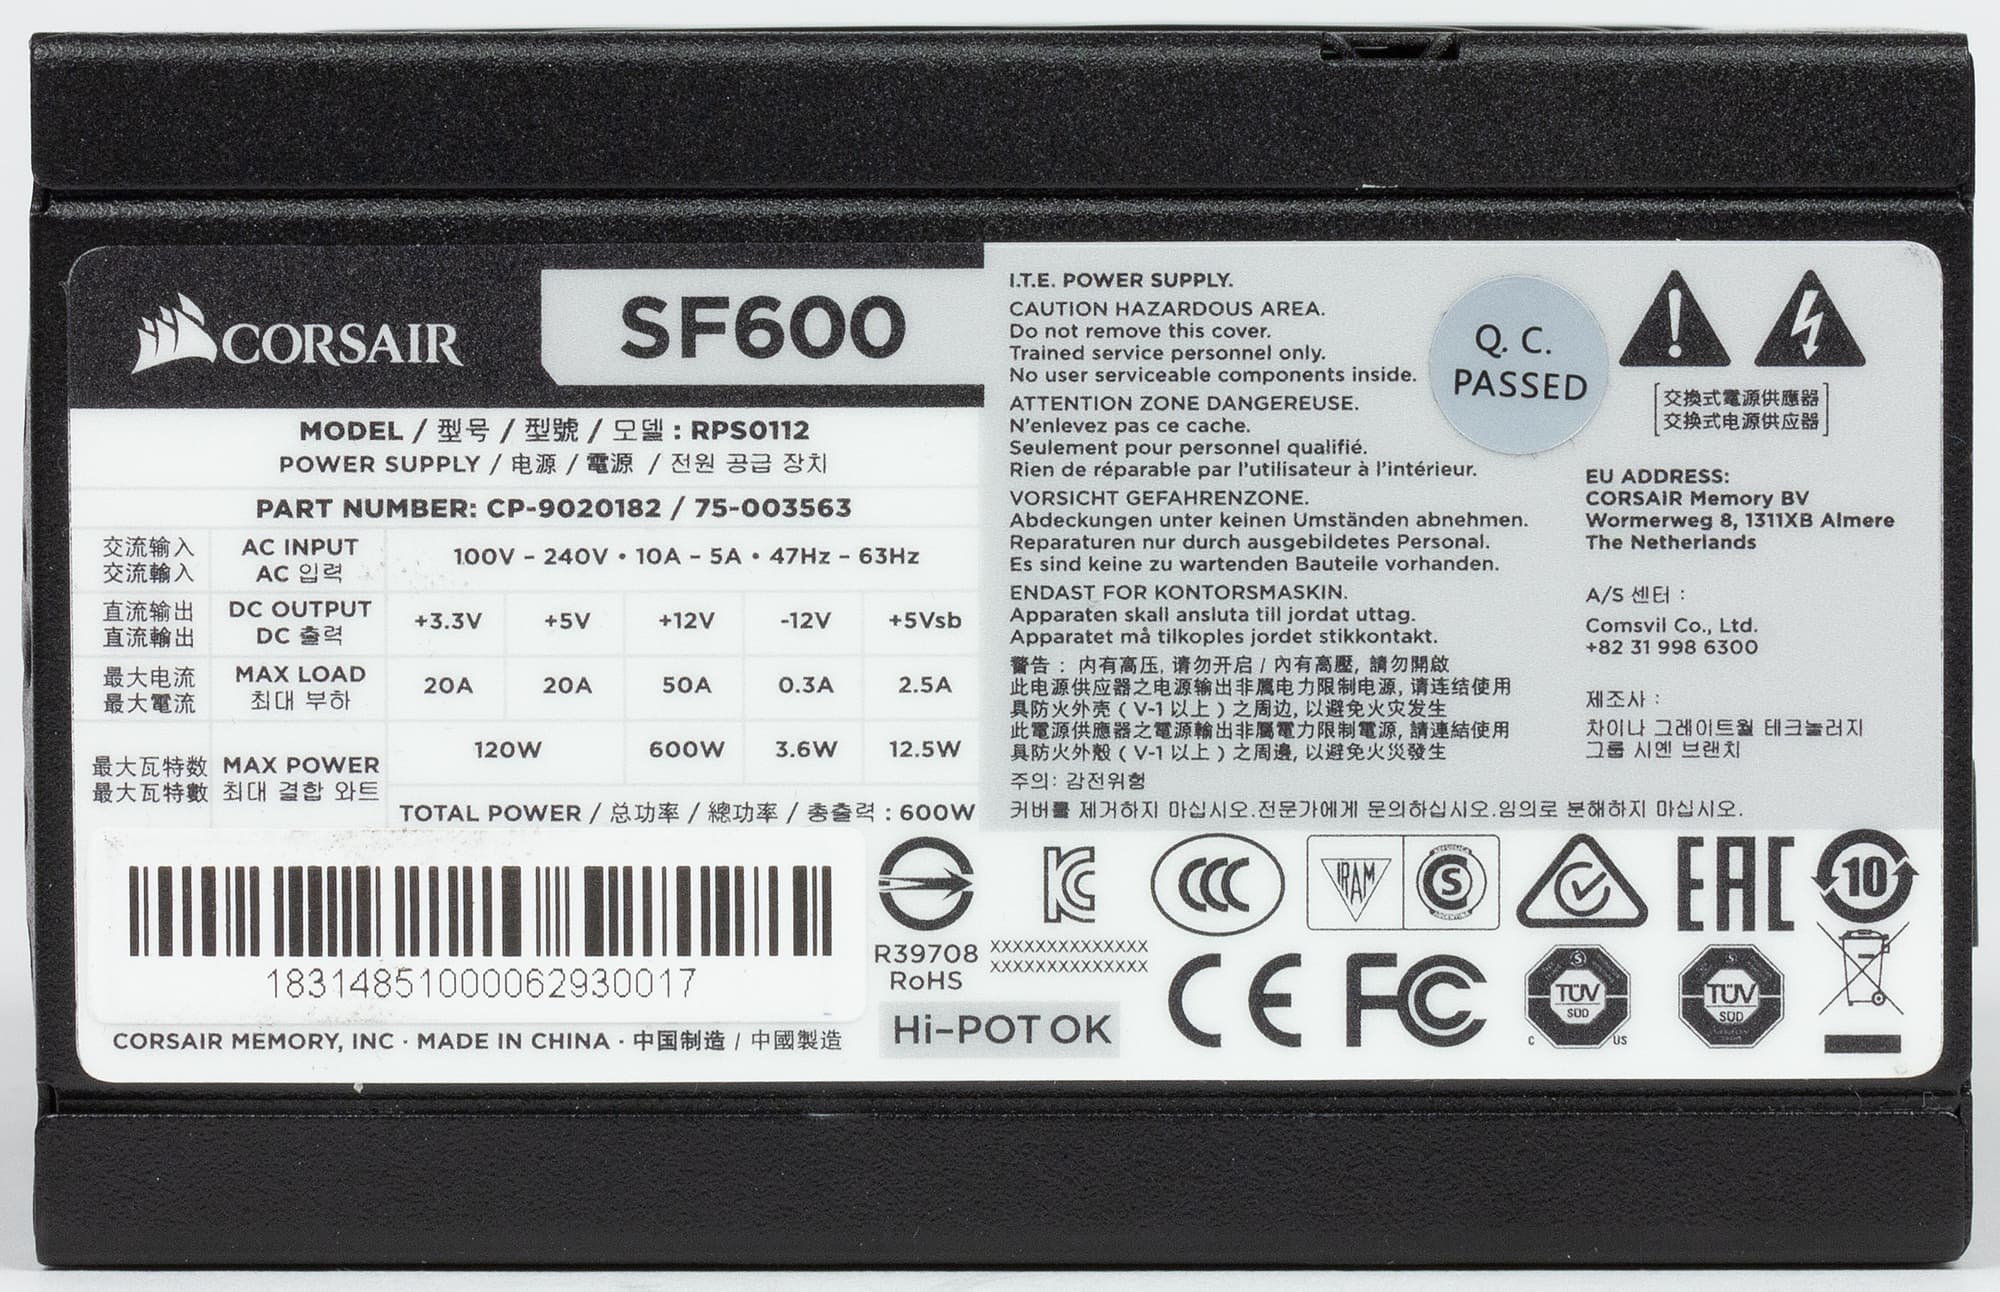 CORSAIR
SF600
MODEL / 型号 / 型號 / 모델 : RPS0112
POWER SUPPLY / 电源 / 電源 / 전원 공급 장치
PART NUMBER: CP-9020182 / 75-003563
交流输入 AC INPUT 100V – 240V • 10A – 5A • 47Hz – 63Hz
交流輸入 AC 입력
直流输出 DC OUTPUT +3.3V +5V +12V -12V +5Vsb
直流輸出 DC 출력
最大电流 MAX LOAD 20A 20A 50A 0.3A 2.5A
最大電流 최대 부하
120W 600W 3.6W 12.5W
最大瓦特数 MAX POWER
最大瓦特數 최대 결합 와트
TOTAL POWER / 总功率 / 總功率 / 총출력 : 600W
18314851000062930017
CORSAIR MEMORY, INC · MADE IN CHINA · 中国制造 / 中國製造
I.T.E. POWER SUPPLY.
CAUTION HAZARDOUS AREA.
Do not remove this cover.
Trained service personnel only.
No user serviceable components inside.
ATTENTION ZONE DANGEREUSE.
N'enlevez pas ce cache.
Seulement pour personnel qualifié.
Rien de réparable par l'utilisateur à l'intérieur.
VORSICHT GEFAHRENZONE.
Abdeckungen unter keinen Umständen abnehmen.
Reparaturen nur durch ausgebildetes Personal.
Es sind keine zu wartenden Bauteile vorhanden.
ENDAST FOR KONTORSMASKIN.
Apparaten skall ansluta till jordat uttag.
Apparatet må tilkoples jordet stikkontakt.
警告 : 内有高压, 请勿开启 / 內有高壓, 請勿開啟
此电源供应器之电源输出非属电力限制电源, 请连结使用
具防火外壳 ( V-1 以上 ) 之周边, 以避免火灾发生
此電源供應器之電源輸出非屬電力限制電源, 請連結使用
具防火外殼 ( V-1 以上 ) 之周邊, 以避免火災發生
주의: 감전위험
커버를 제거하지 마십시오.전문가에게 문의하십시오.임의로 분해하지 마십시오.
Q. C.
PASSED
交換式電源供應器
交换式电源供应器
EU ADDRESS:
CORSAIR Memory BV
Wormerweg 8, 1311XB Almere
The Netherlands
A/S 센터 :
Comsvil Co., Ltd.
+82 31 998 6300
제조사 :
차이나 그레이트월 테크놀러지
그룹 시엔 브랜치
KC CCC IRAM S EAC 10
R39708 XXXXXXXXXXXXXX
RoHS XXXXXXXXXXXXXX
Hi-POT OK
CE FC
TÜV
SÜD
C US
TÜV
SÜD